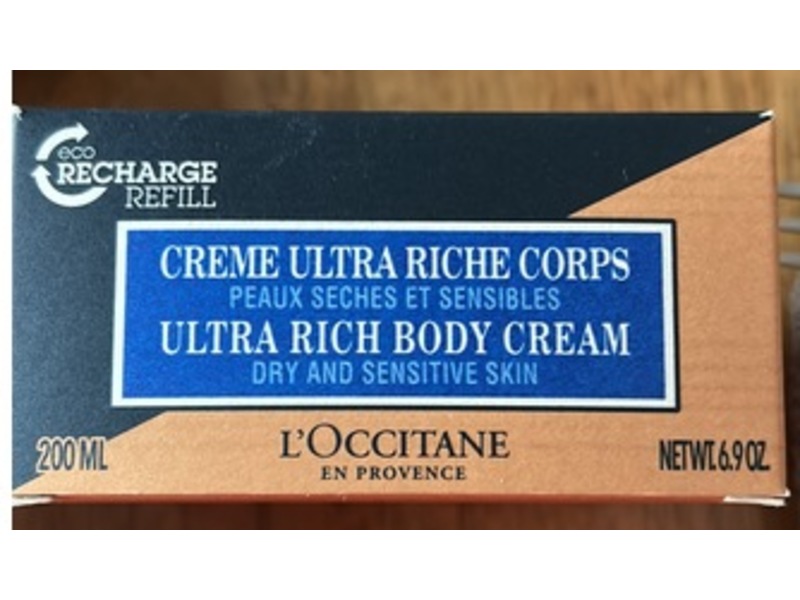 eco
RECHARGE
REFILL
CREME ULTRA RICHE CORPS
PEAUX SECHES ET SENSIBLES
ULTRA RICH BODY CREAM
DRY AND SENSITIVE SKIN
200 ML
L'OCCITANE
EN PROVENCE
NET WT. 6.9 OZ.